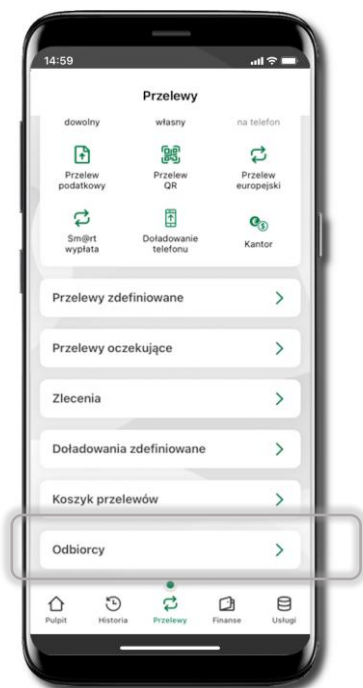 14:59
Przelewy
dowolny własny na telefon
Przelew Przelew Przelew
podatkowy QR europejski
Sm@rt Doładowanie Kantor
wypłata telefonu
Przelewy zdefiniowane
Przelewy oczekujące
Zlecenia
Doładowania zdefiniowane
Koszyk przelewów
Odbiorcy
Pulpit Historia Przelewy Finanse Usługi